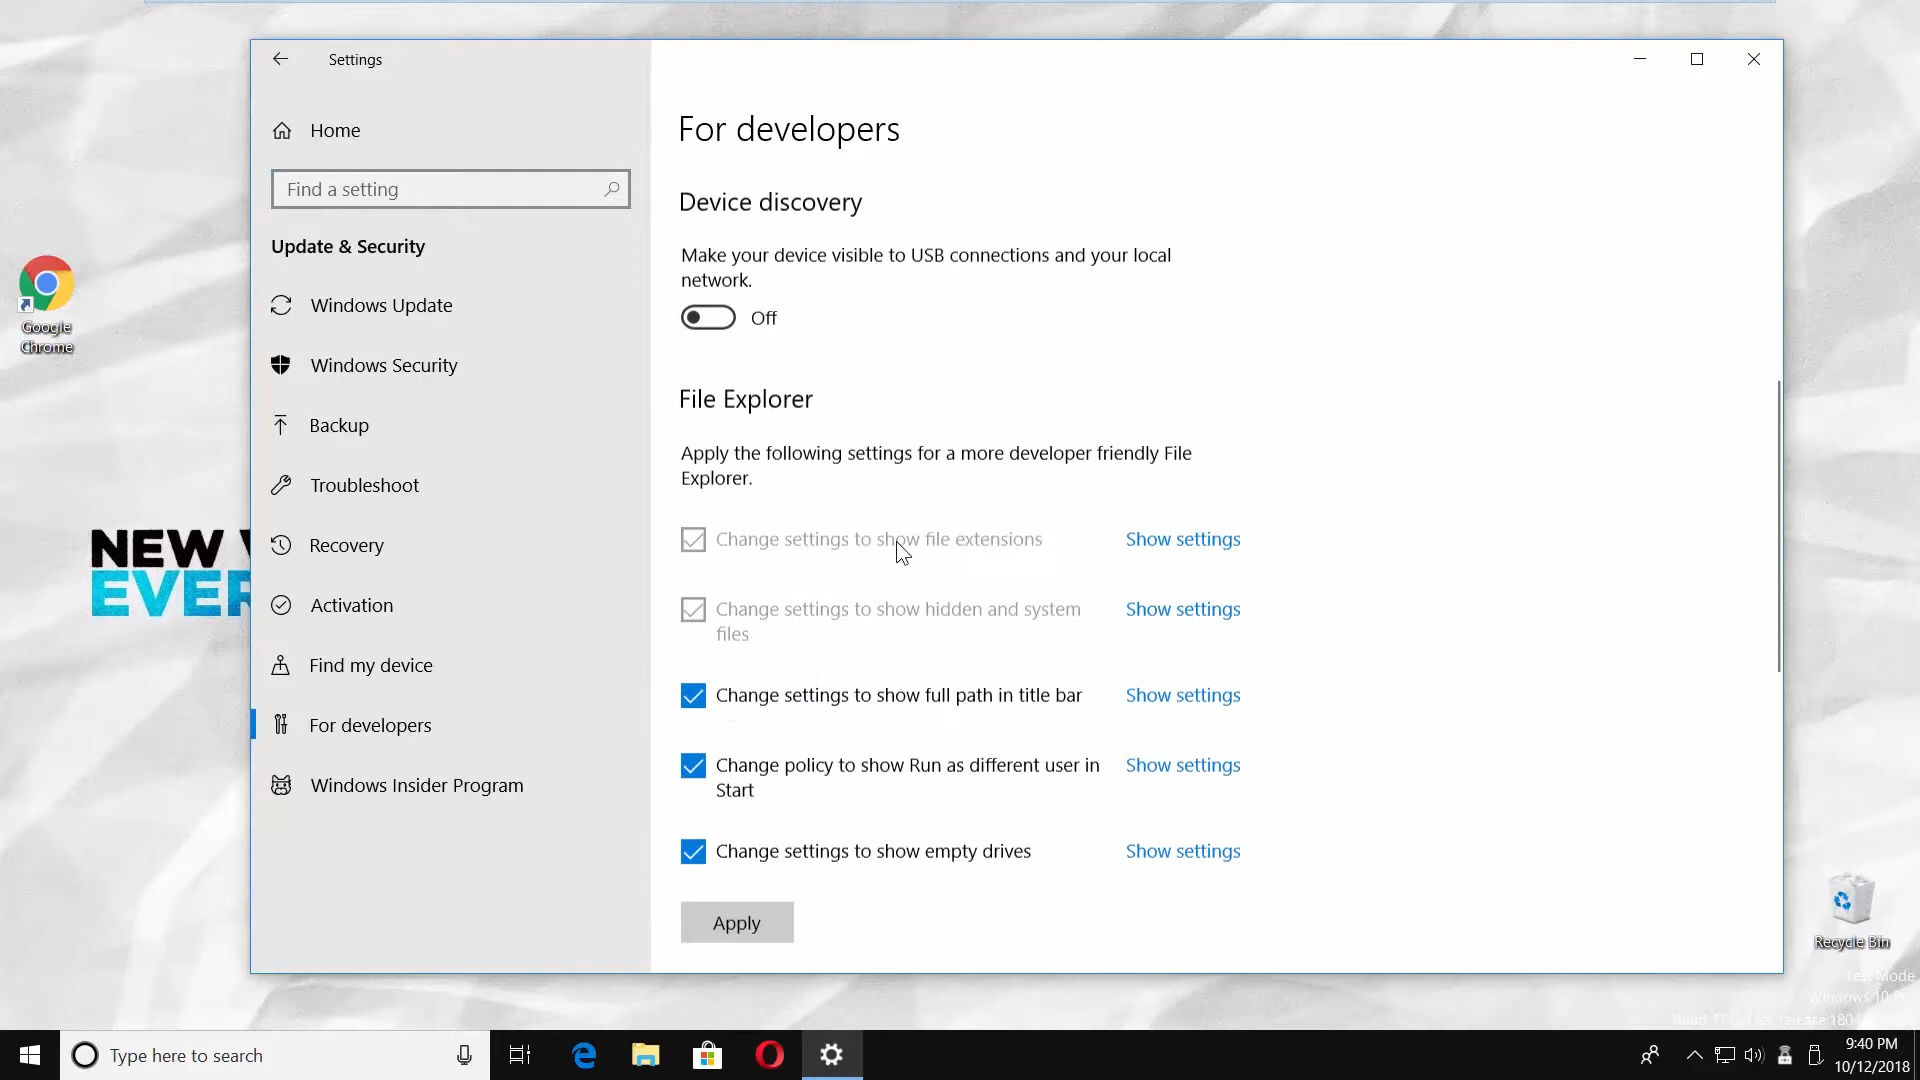 Settings
Home
For developers
Find a setting
Device discovery
Update & Security
Make your device visible to USB connections and your local
network.
Off
Windows Update
Windows Security
Backup
Troubleshoot
Recovery
Activation
Find my device
For developers
Windows Insider Program
File Explorer
Apply the following settings for a more developer friendly File
Explorer.
Change settings to show file extensions Show settings
Change settings to show hidden and system Show settings
files
Change settings to show full path in title bar Show settings
Change policy to show Run as different user in Show settings
Start
Change settings to show empty drives Show settings
Apply
Google
Chrome
NEW
EVER
Recycle Bin
Mode
Windows 10
Type here to search
9:40 PM
10/12/2018